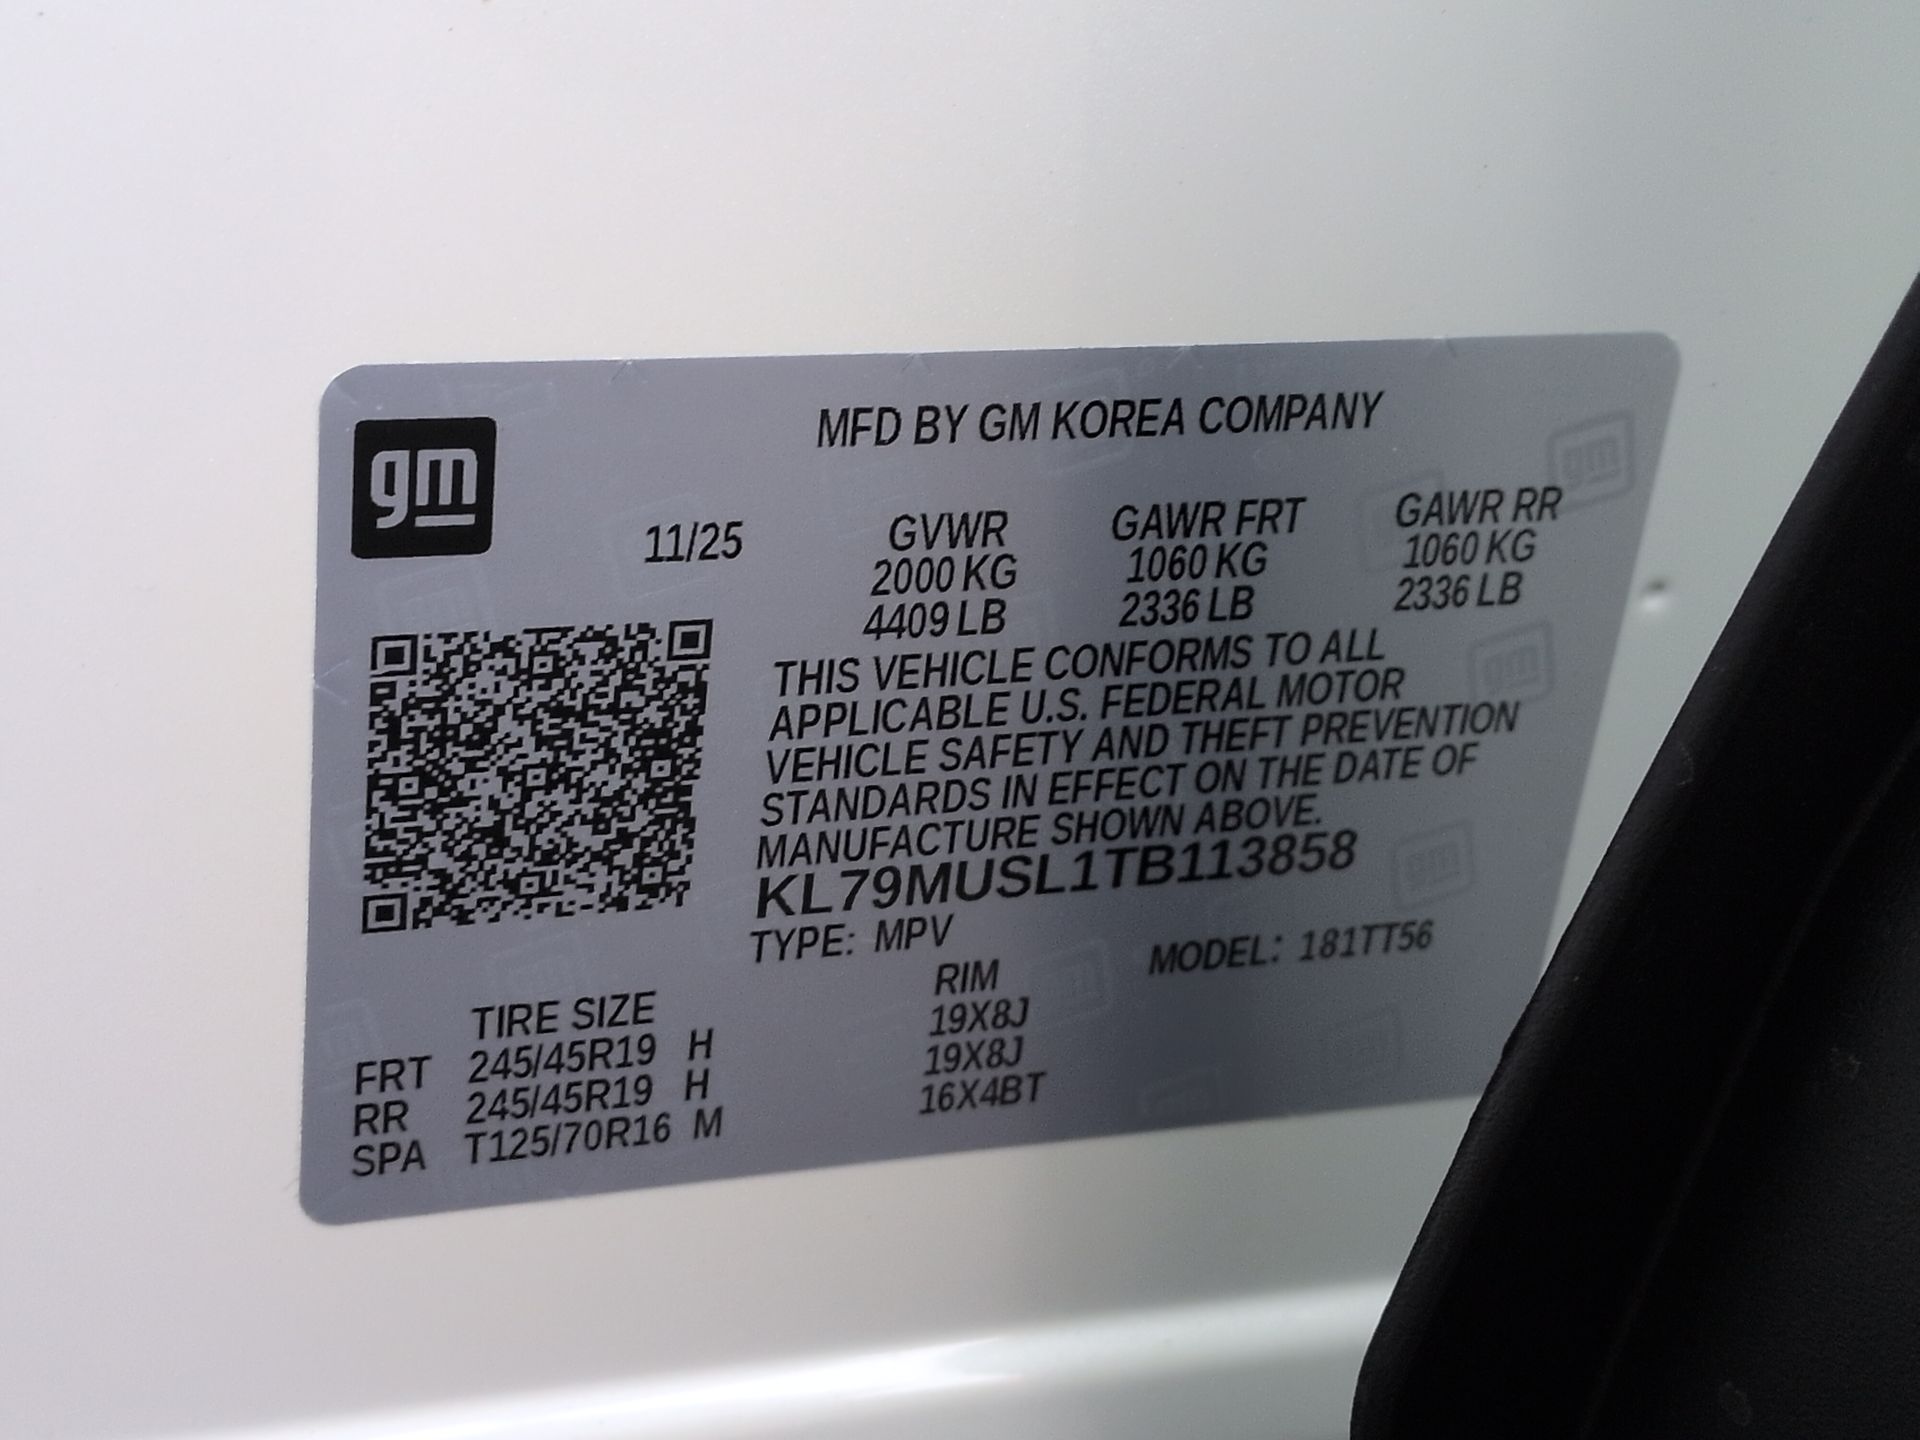 gm
MFD BY GM KOREA COMPANY
11/25
GVWR GAWR FRT GAWR RR
2000 KG 1060 KG 1060 KG
4409 LB 2336 LB 2336 LB
THIS VEHICLE CONFORMS TO ALL
APPLICABLE U.S. FEDERAL MOTOR
VEHICLE SAFETY AND THEFT PREVENTION
STANDARDS IN EFFECT ON THE DATE OF
MANUFACTURE SHOWN ABOVE.
KL79MUSL1TB113858
TYPE: MPV MODEL: 181TT56
TIRE SIZE RIM
FRT 245/45R19 H 19X8J
RR 245/45R19 H 19X8J
SPA T125/70R16 M 16X4BT